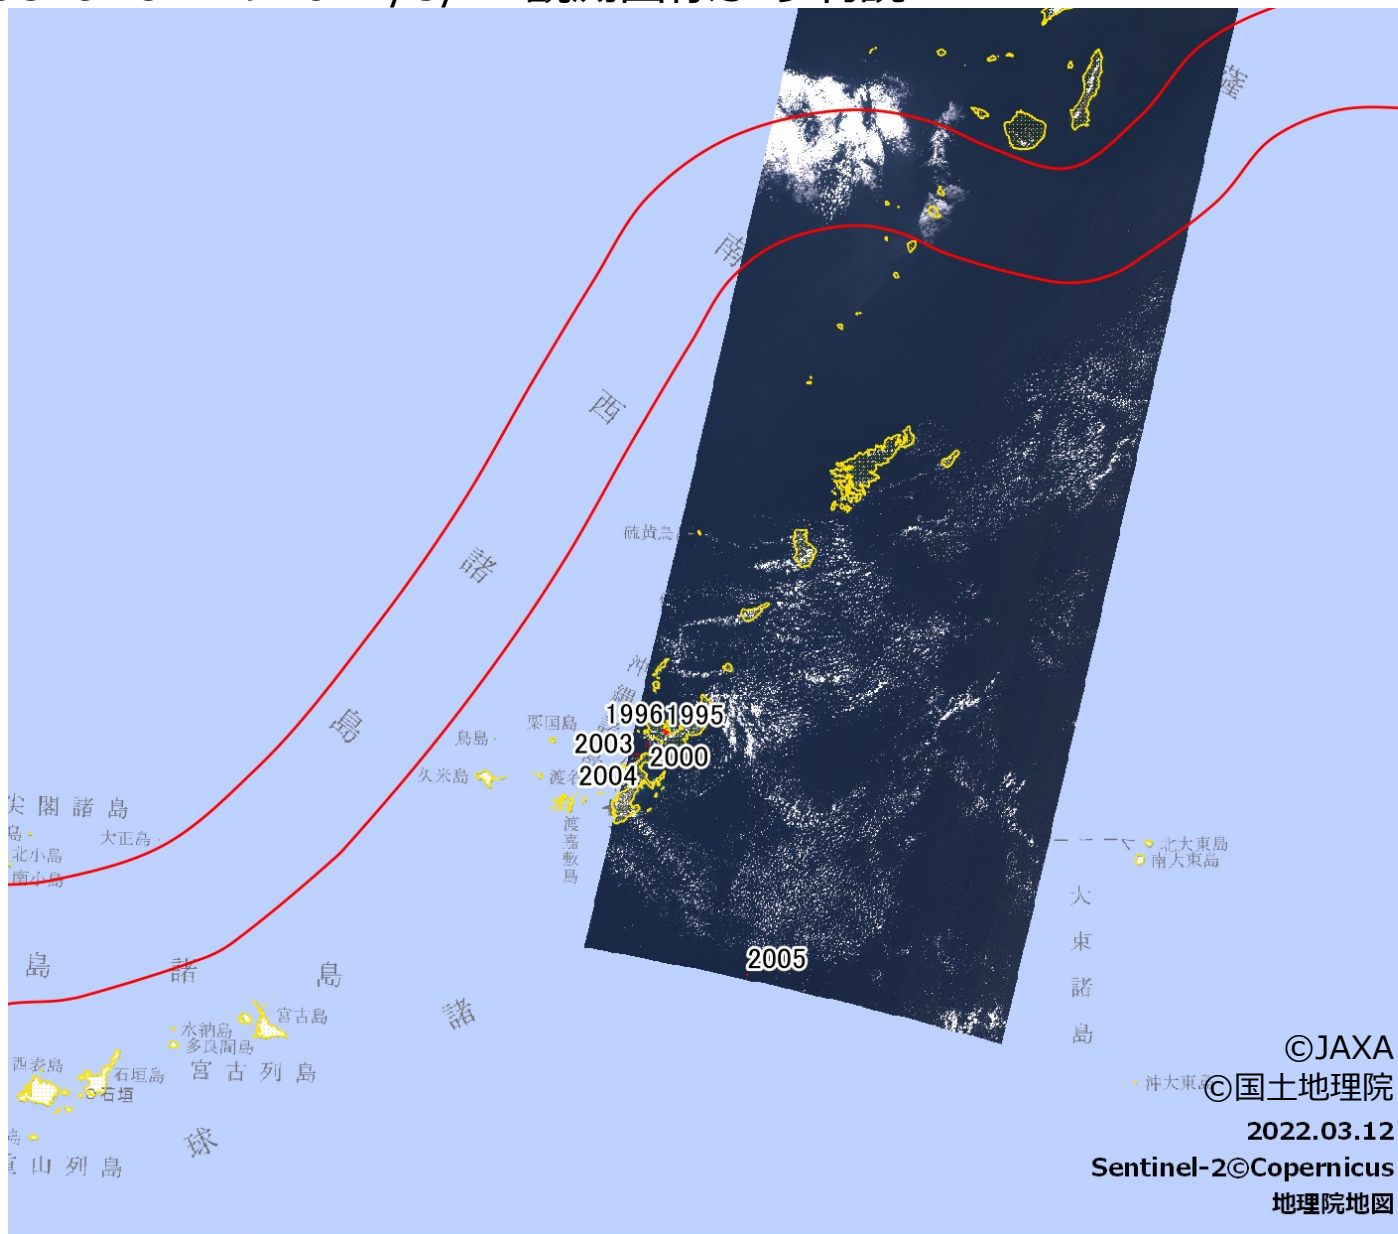 薩
南
西
諸
島
硫黄鳥
沖
縄
諸
19961995
粟国島
2003
鳥島
2000
久米島
渡名
2004
渡嘉敷島
尖閣諸島
大正島
北小島
南小島
北大東島
南大東島
大東諸島
2005
島
諸
島
諸
宮古島
水納島
多良間島
宮古列島
西表島
石垣島
石垣
球
山列島
沖大東島
©JAXA
©国土地理院
2022.03.12
Sentinel-2©Copernicus
地理院地図